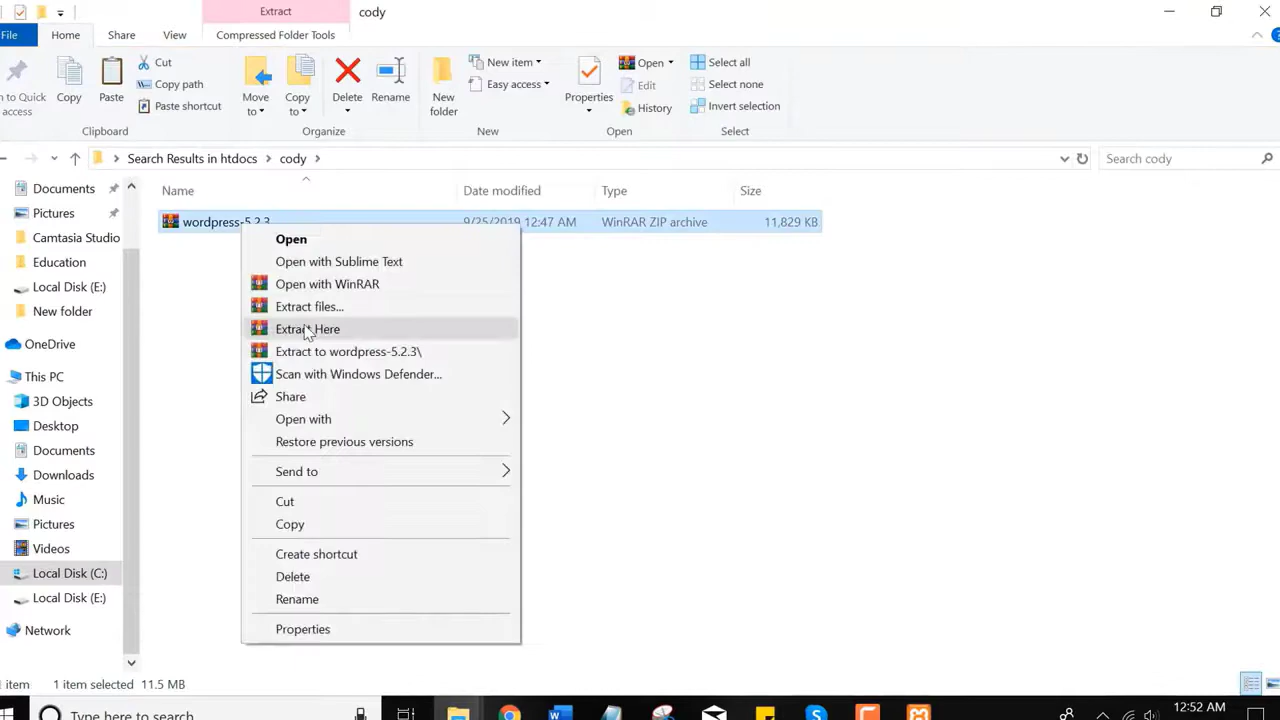 Extract
cody
File
Home
Share
View
Compressed Folder Tools
n to Quick
access
Copy
Paste
Cut
Copy path
Paste shortcut
Clipboard
Move
to
Copy
to
Delete
Rename
Organize
New
folder
New item
Easy access
New
Properties
Open
Edit
History
Open
Select all
Select none
Invert selection
Select
Search Results in htdocs
cody
Search cody
Name
Date modified
Type
Size
wordpress-5.2.3
9/25/2019 12:47 AM
WinRAR ZIP archive
11,829 KB
Documents
Pictures
Camtasia Studio
Education
Local Disk (E:)
New folder
OneDrive
This PC
3D Objects
Desktop
Documents
Downloads
Music
Pictures
Videos
Local Disk (C:)
Local Disk (E:)
Network
Open
Open with Sublime Text
Open with WinRAR
Extract files...
Extract Here
Extract to wordpress-5.2.3\
Scan with Windows Defender...
Share
Open with
Restore previous versions
Send to
Cut
Copy
Create shortcut
Delete
Rename
Properties
item
1 item selected 11.5 MB
Type here to search
12:52 AM